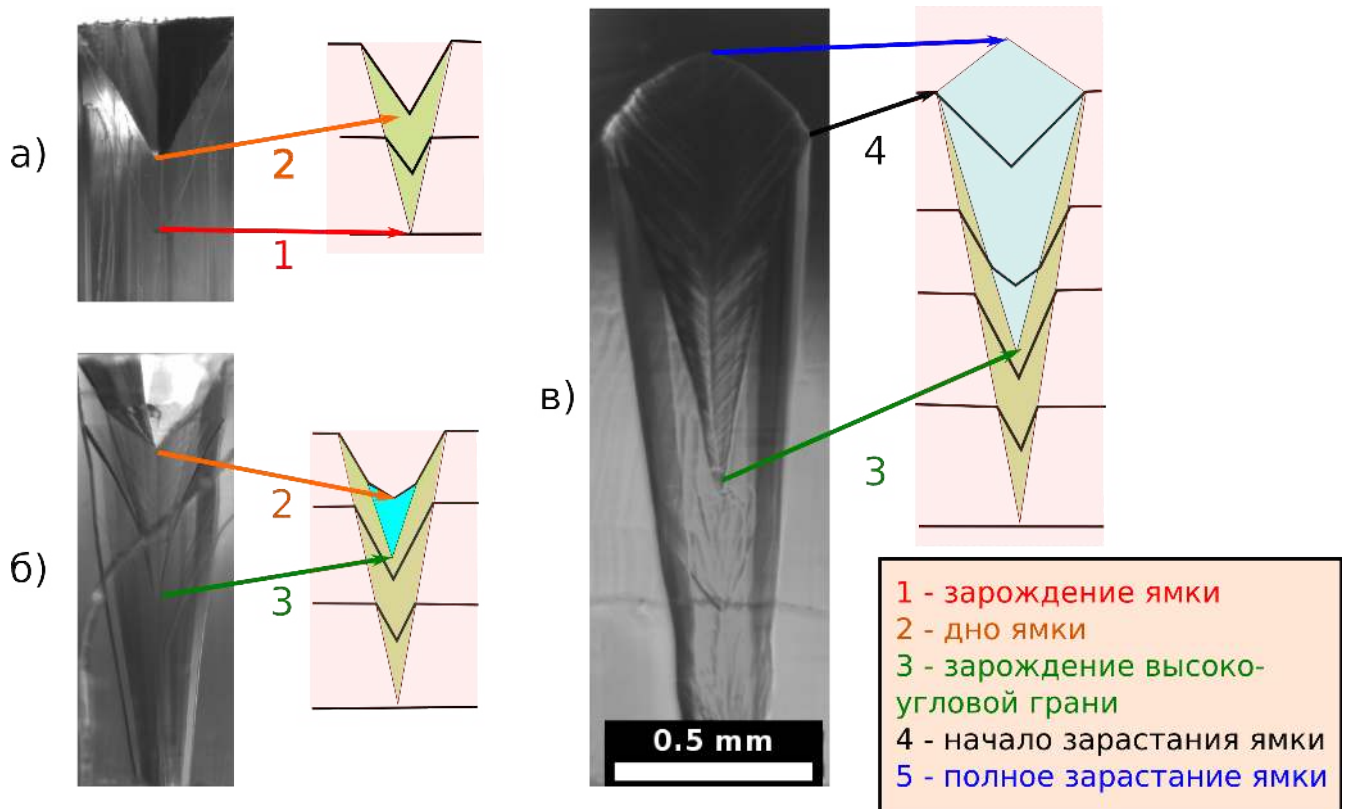 а)
2
1
б)
2
3
в)
4
3
0.5 mm
1 - зарождение ямки
2 - дно ямки
3 - зарождение высоко-
угловой грани
4 - начало зарастания ямки
5 - полное зарастание ямки